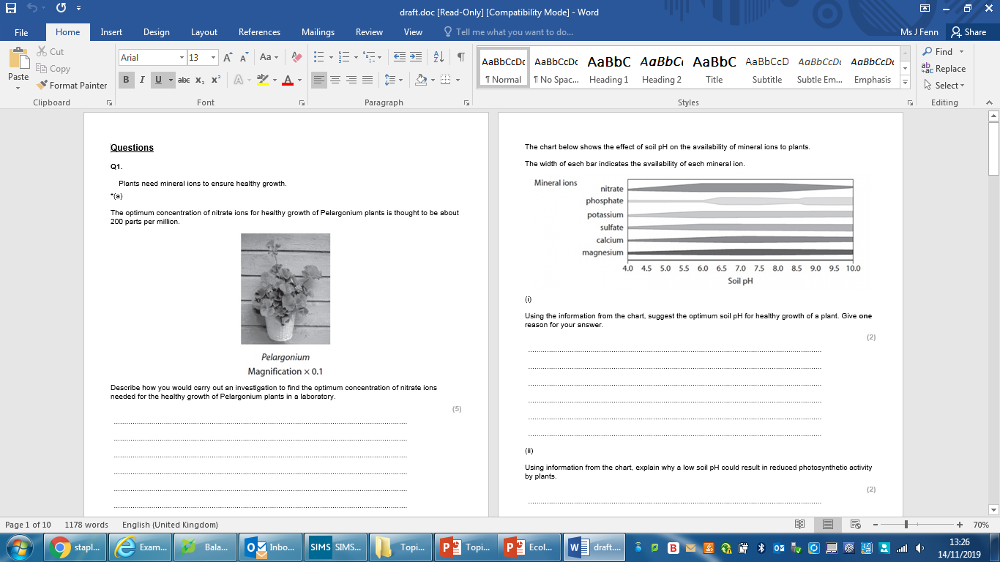 draft.doc [Read-Only] [Compatibility Mode] - Word
File Home Insert Design Layout References Mailings Review View Tell me what you want to do... Ms J Fenn Share
Paste
Cut
Copy
Format Painter
Clipboard
Arial 13
Font
Paragraph
AaBbCcDc AaBbCcDc AaBbC AaBbCc AaBbC AaBbCcD AaBbCcDc AaBbCcDc
¶ Normal ¶ No Spac... Heading 1 Heading 2 Title Subtitle Subtle Em... Emphasis
Styles
Find
Replace
Select
Editing
Questions
Q1.
Plants need mineral ions to ensure healthy growth.
*(a)
The optimum concentration of nitrate ions for healthy growth of Pelargonium plants is thought to be about
200 parts per million.
Pelargonium
Magnification × 0.1
Describe how you would carry out an investigation to find the optimum concentration of nitrate ions
needed for the healthy growth of Pelargonium plants in a laboratory.
(5)
The chart below shows the effect of soil pH on the availability of mineral ions to plants.
The width of each bar indicates the availability of each mineral ion.
Mineral ions
nitrate
phosphate
potassium
sulfate
calcium
magnesium
4.0 4.5 5.0 5.5 6.0 6.5 7.0 7.5 8.0 8.5 9.0 9.5 10.0
Soil pH
(i)
Using the information from the chart, suggest the optimum soil pH for healthy growth of a plant. Give one
reason for your answer.
(2)
(ii)
Using information from the chart, explain why a low soil pH could result in reduced photosynthetic activity
by plants.
(2)
Page 1 of 10 1178 words English (United Kingdom) 70%
stapl... Exam... Bala... Inbo... SIMS SIMS... Topi... Topi... Ecol... draft....
13:26
14/11/2019